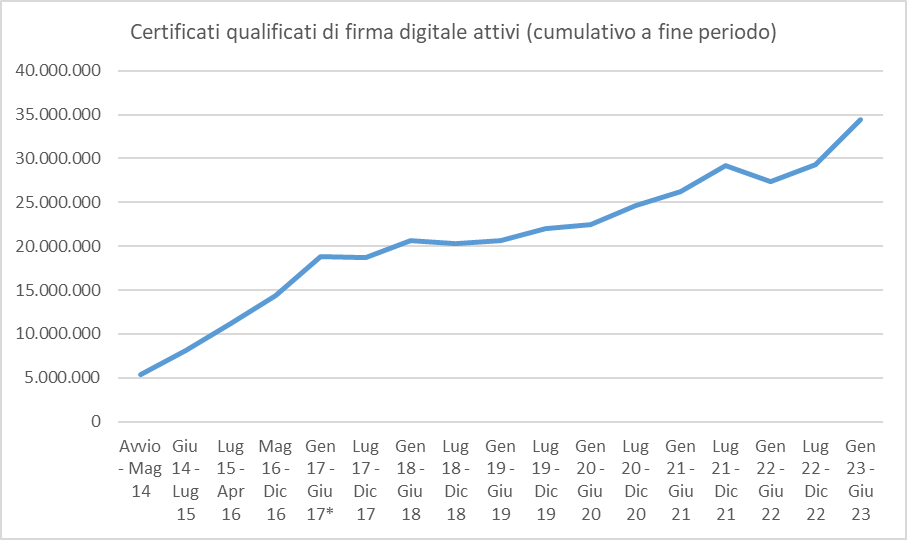 Certificati qualificati di firma digitale attivi (cumulativo a fine periodo)
40.000.000
35.000.000
30.000.000
25.000.000
20.000.000
15.000.000
10.000.000
5.000.000
0
Avvio - Mag 14
Giu 14 - Lug 15
Lug 15 - Apr 16
Mag 16 - Dic 16
Gen 17 - Giu 17*
Lug 17 - Dic 17
Gen 18 - Giu 18
Lug 18 - Dic 18
Gen 19 - Giu 19
Lug 19 - Dic 19
Gen 20 - Giu 20
Lug 20 - Dic 20
Gen 21 - Giu 21
Lug 21 - Dic 21
Gen 22 - Giu 22
Lug 22 - Dic 22
Gen 23 - Giu 23